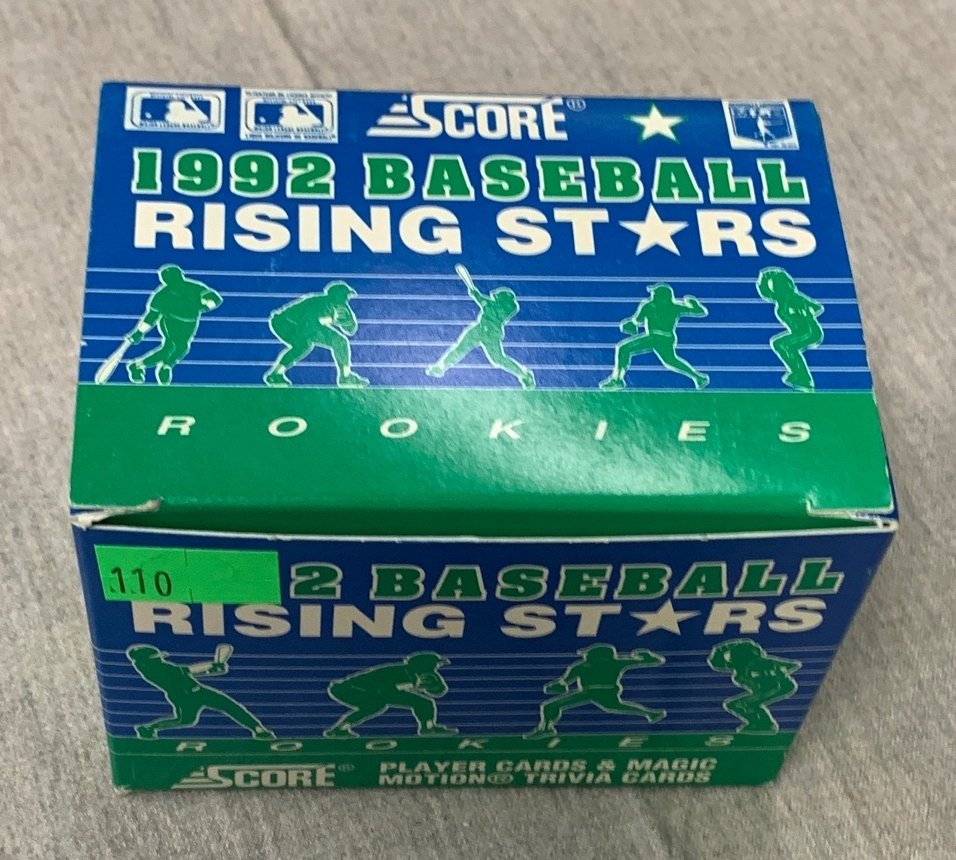 SCORE®
1992 BASEBALL
RISING ST★RS
ROOKIES
110
2 BASEBALL
RISING ST★RS
ROOKIES
SCORE® PLAYER CARDS & MAGIC
MOTION® TRIVIA CARDS